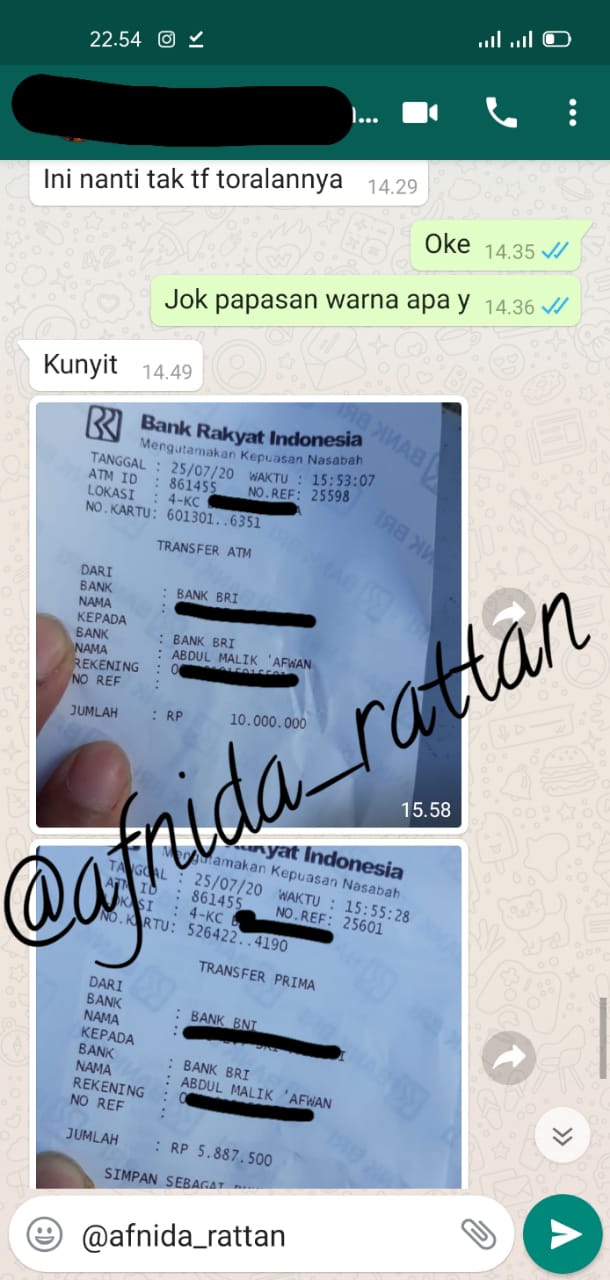 22.54
...
Ini nanti tak tf toralannya 14.29
Oke 14.35
Jok papasan warna apa y 14.36
Kunyit 14.49
Bank Rakyat Indonesia
Mengutamakan Kepuasan Nasabah
TANGGAL : 25/07/20 WAKTU : 15:53:07
ATM ID : 861455 NO.REF: 25598
LOKASI : 4-KC
NO.KARTU: 601301..6351
TRANSFER ATM
DARI
BANK : BANK BRI
NAMA :
KEPADA
BANK : BANK BRI
NAMA : ABDUL MALIK 'AFWAN
REKENING : 0
NO REF :
JUMLAH : RP 10.000.000
15.58
@afnida_rattan
Rakyat Indonesia
Mengutamakan Kepuasan Nasabah
TANGGAL : 25/07/20 WAKTU : 15:55:28
ATM ID : 861455 NO.REF: 25601
LOKASI : 4-KC
NO.KARTU: 526422..4190
TRANSFER PRIMA
DARI
BANK : BANK BNI
NAMA :
KEPADA
BANK : BANK BRI
NAMA : ABDUL MALIK 'AFWAN
REKENING : 0
NO REF :
JUMLAH : RP 5.887.500
SIMPAN SEBAGAI
@afnida_rattan